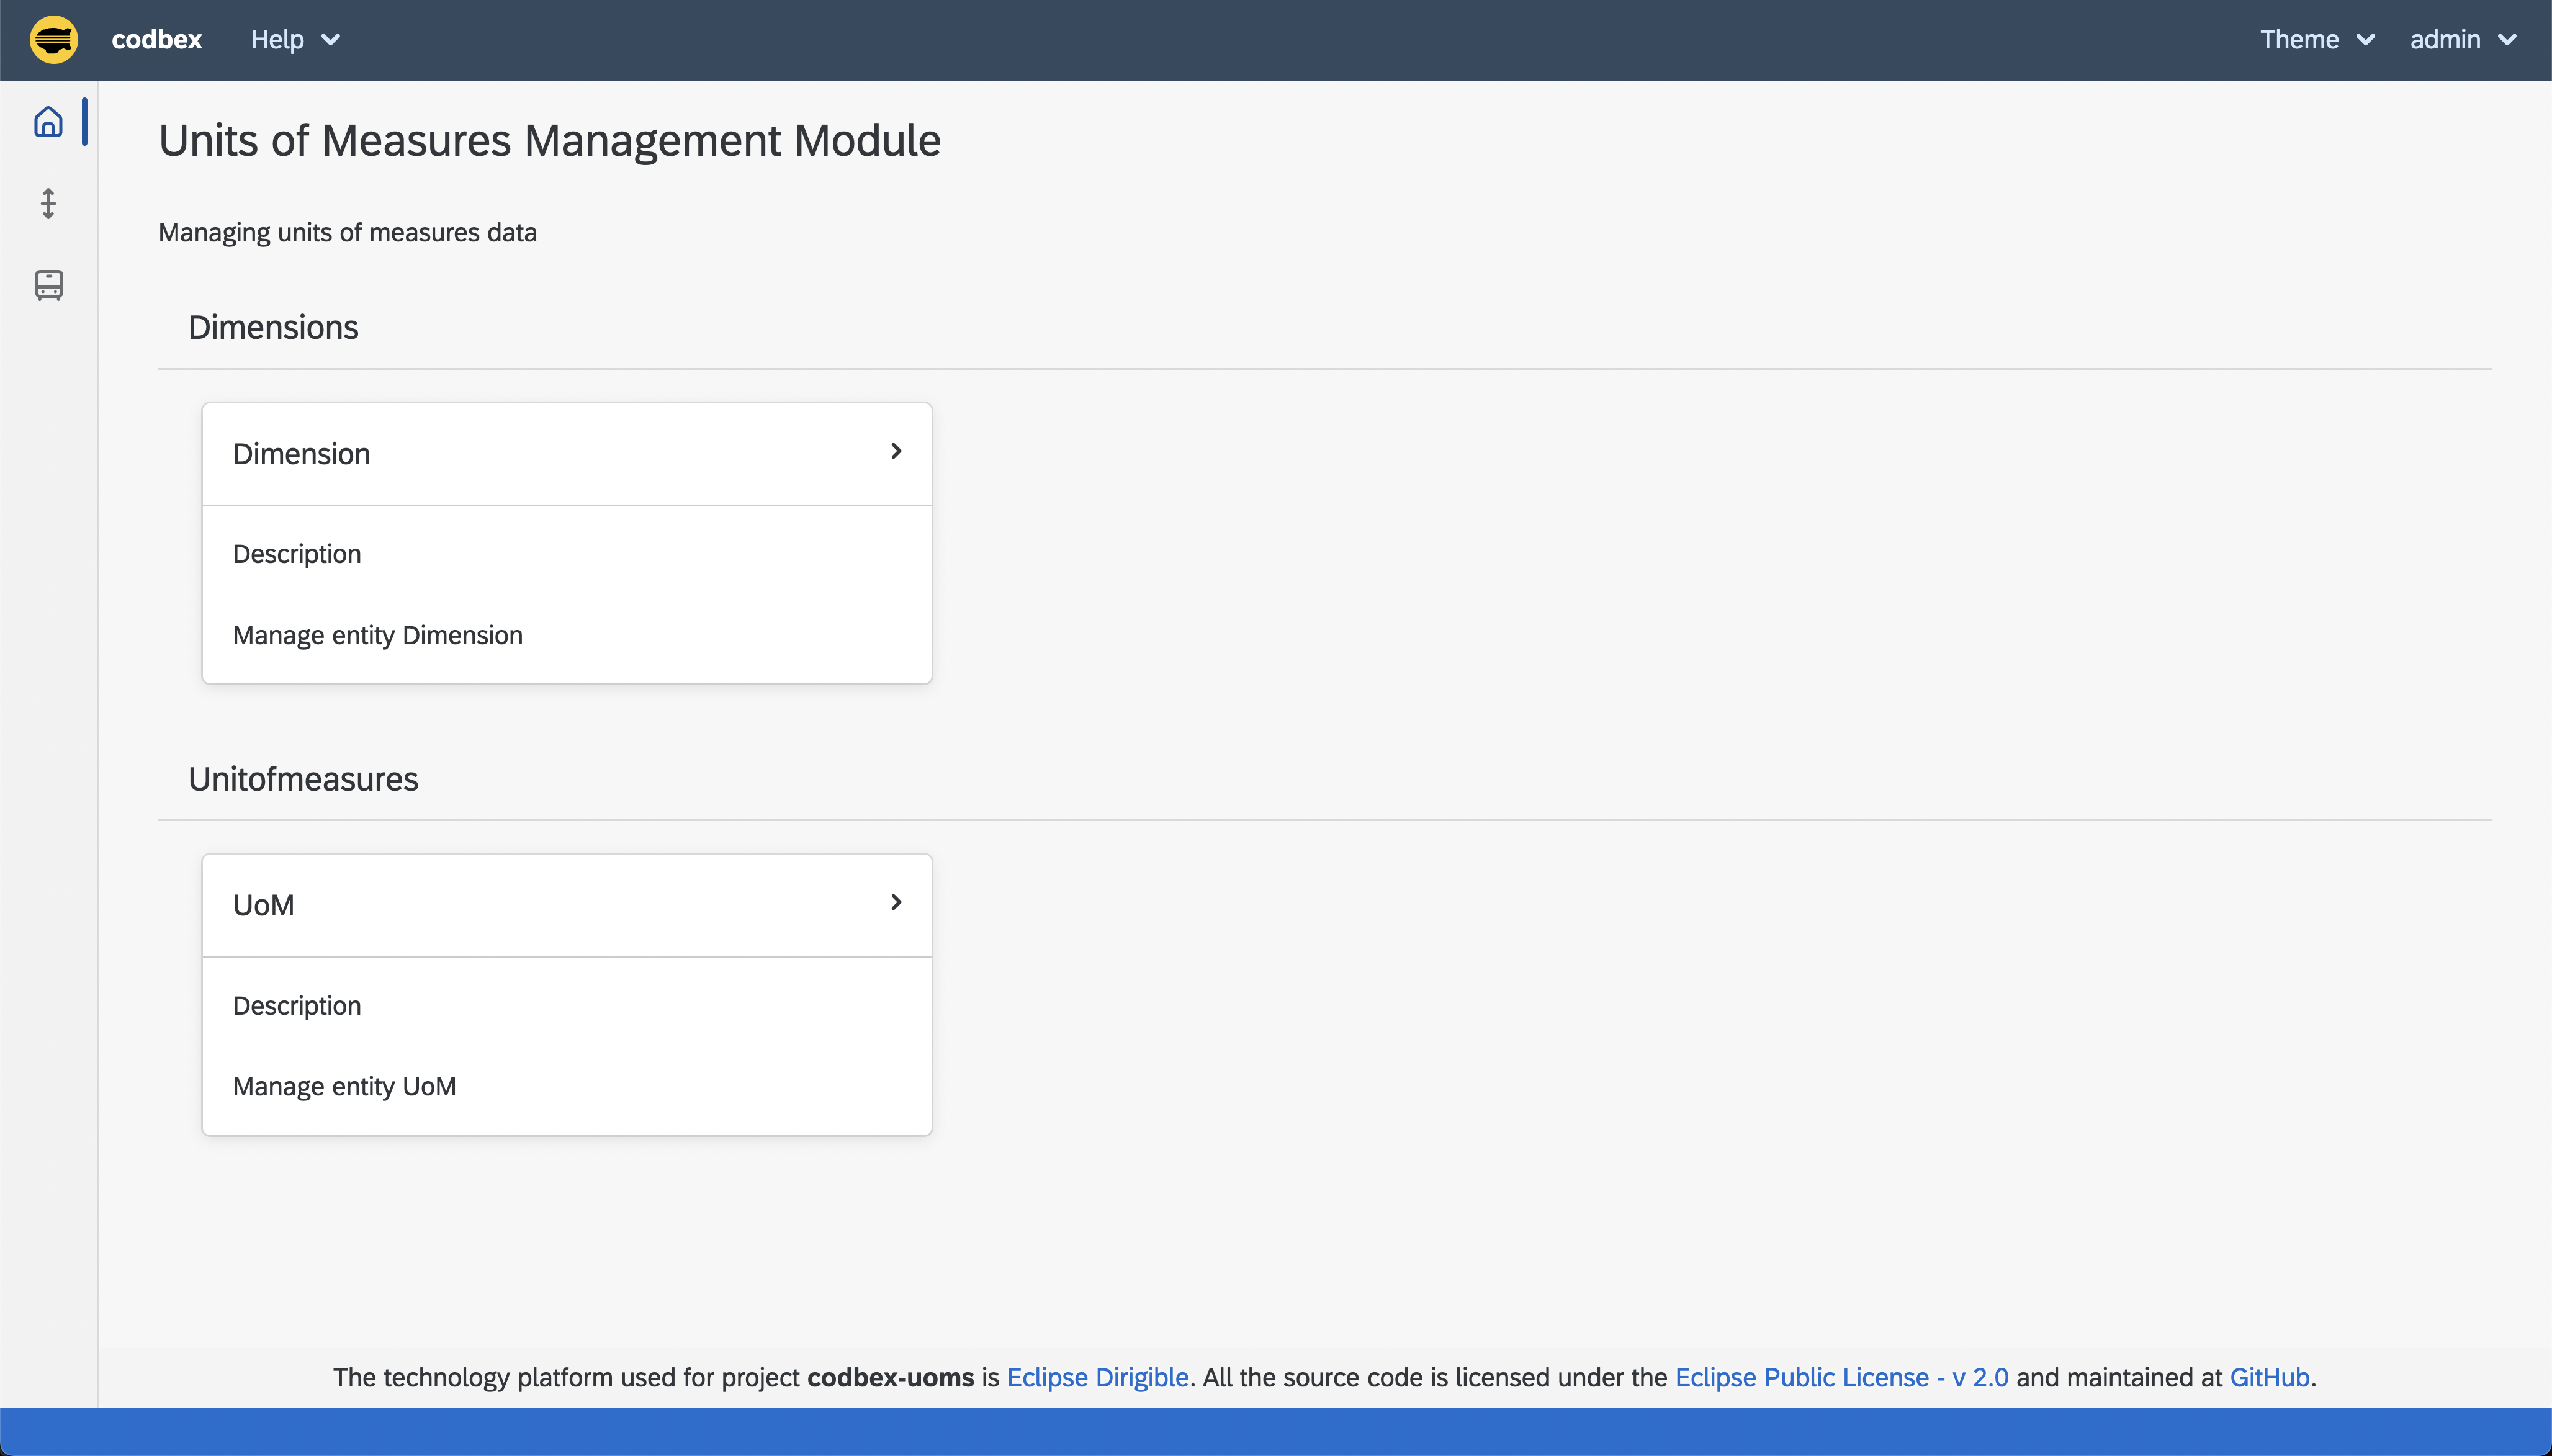 codbex Help Theme admin
Units of Measures Management Module
Managing units of measures data
Dimensions
Dimension
Description
Manage entity Dimension
Unitofmeasures
UoM
Description
Manage entity UoM
The technology platform used for project codbex-uoms is Eclipse Dirigible. All the source code is licensed under the Eclipse Public License - v 2.0 and maintained at GitHub.